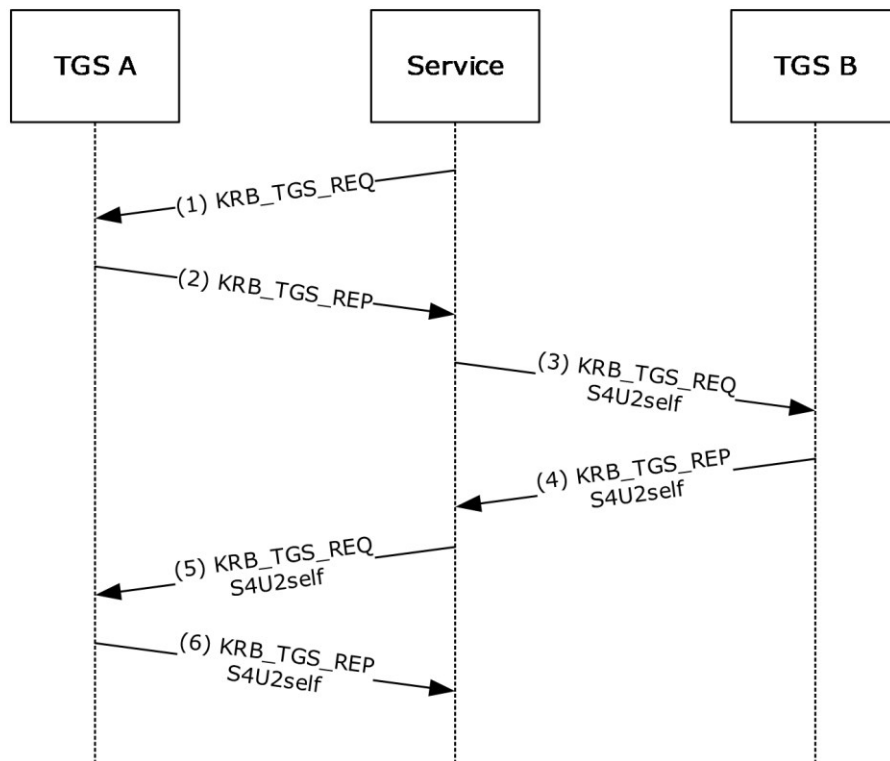 TGS A
Service
TGS B
(1) KRB_TGS_REQ
(2) KRB_TGS_REP
(3) KRB_TGS_REQ
S4U2self
(4) KRB_TGS_REP
S4U2self
(5) KRB_TGS_REQ
S4U2self
(6) KRB_TGS_REP
S4U2self